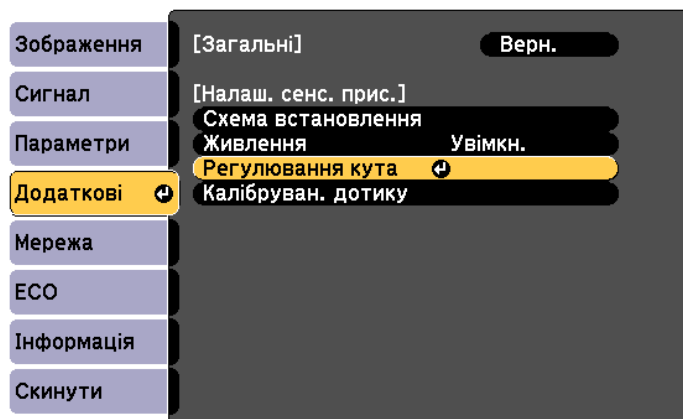 Зображення
Сигнал
Параметри
Додаткові
Мережа
ECO
Інформація
Скинути
[Загальні] Верн.
[Налаш. сенс. прис.]
Схема встановлення
Живлення Увімкн.
Регулювання кута
Калібруван. дотику